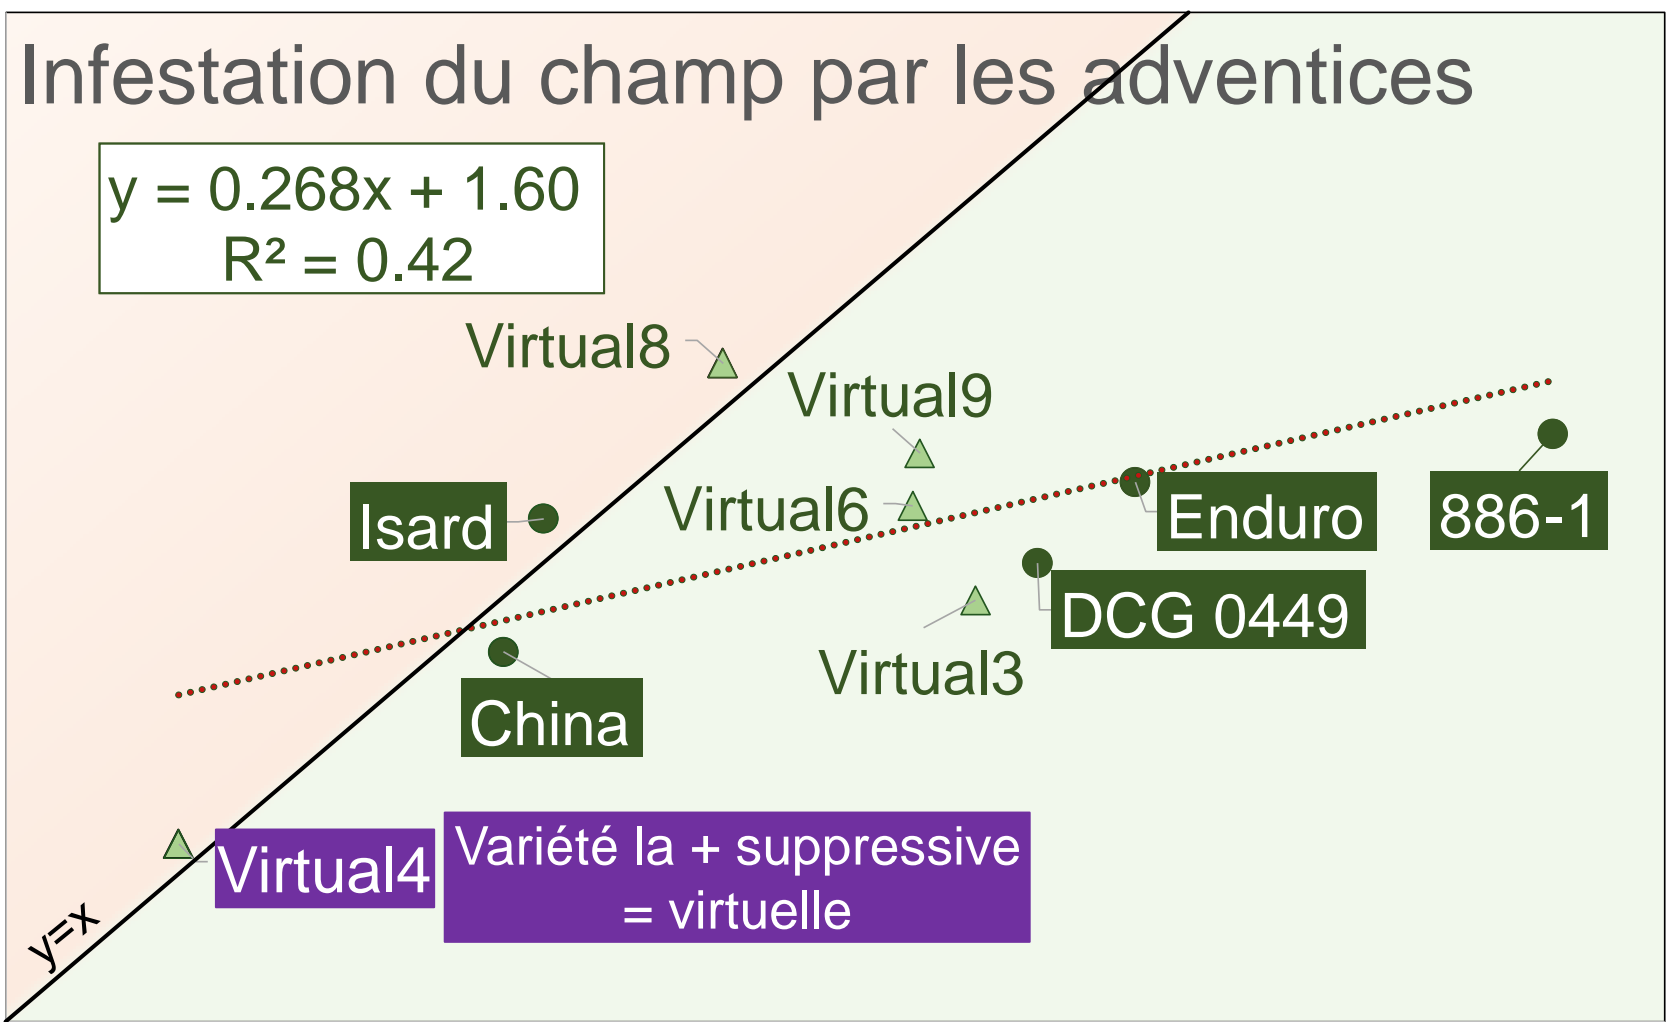 Infestation du champ par les adventices
y = 0.268x + 1.60
R² = 0.42
Virtual8
Virtual9
Isard
Virtual6
Enduro
886-1
DCG 0449
Virtual3
China
Virtual4
Variété la + suppressive
= virtuelle
y=x